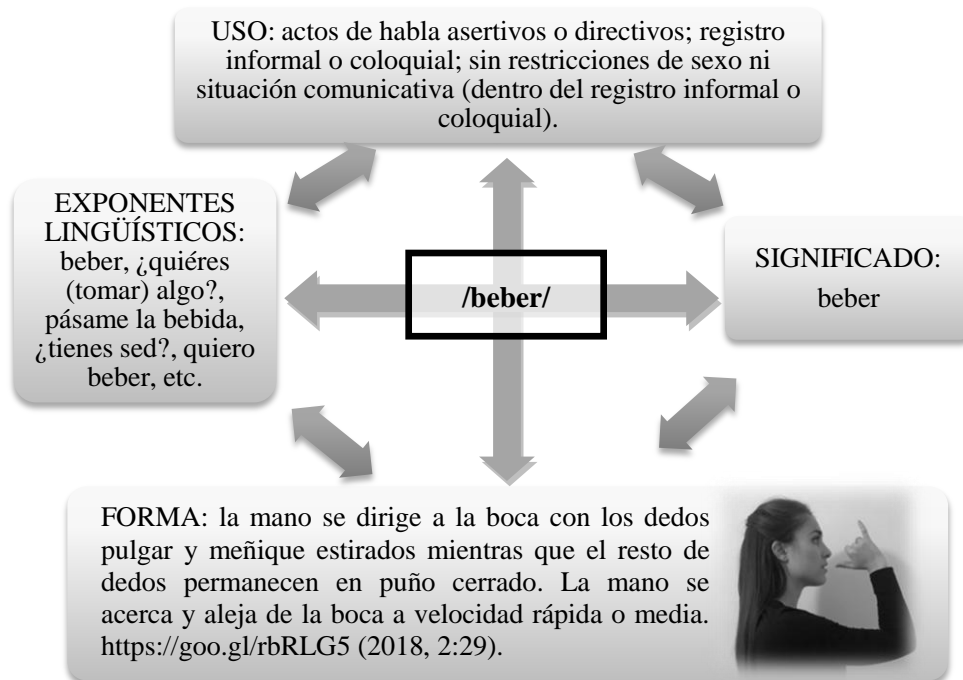 USO: actos de habla asertivos o directivos; registro
informal o coloquial; sin restricciones de sexo ni
situación comunicativa (dentro del registro informal o
coloquial).
EXPONENTES
LINGÜÍSTICOS:
beber, ¿quiéres
(tomar) algo?,
pásame la bebida,
¿tienes sed?, quiero
beber, etc.
/beber/
SIGNIFICADO:
beber
FORMA: la mano se dirige a la boca con los dedos
pulgar y meñique estirados mientras que el resto de
dedos permanecen en puño cerrado. La mano se
acerca y aleja de la boca a velocidad rápida o media.
https://goo.gl/rbRLG5 (2018, 2:29).